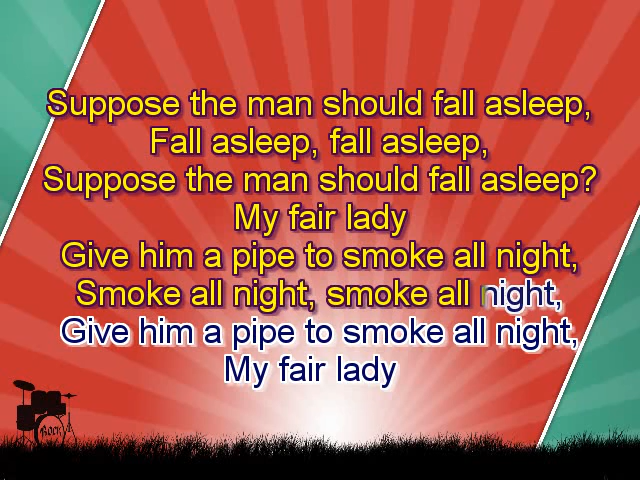 Suppose the man should fall asleep,
Fall asleep, fall asleep,
Suppose the man should fall asleep?
My fair lady
Give him a pipe to smoke all night,
Smoke all night, smoke all night,
Give him a pipe to smoke all night,
My fair lady
ROCK